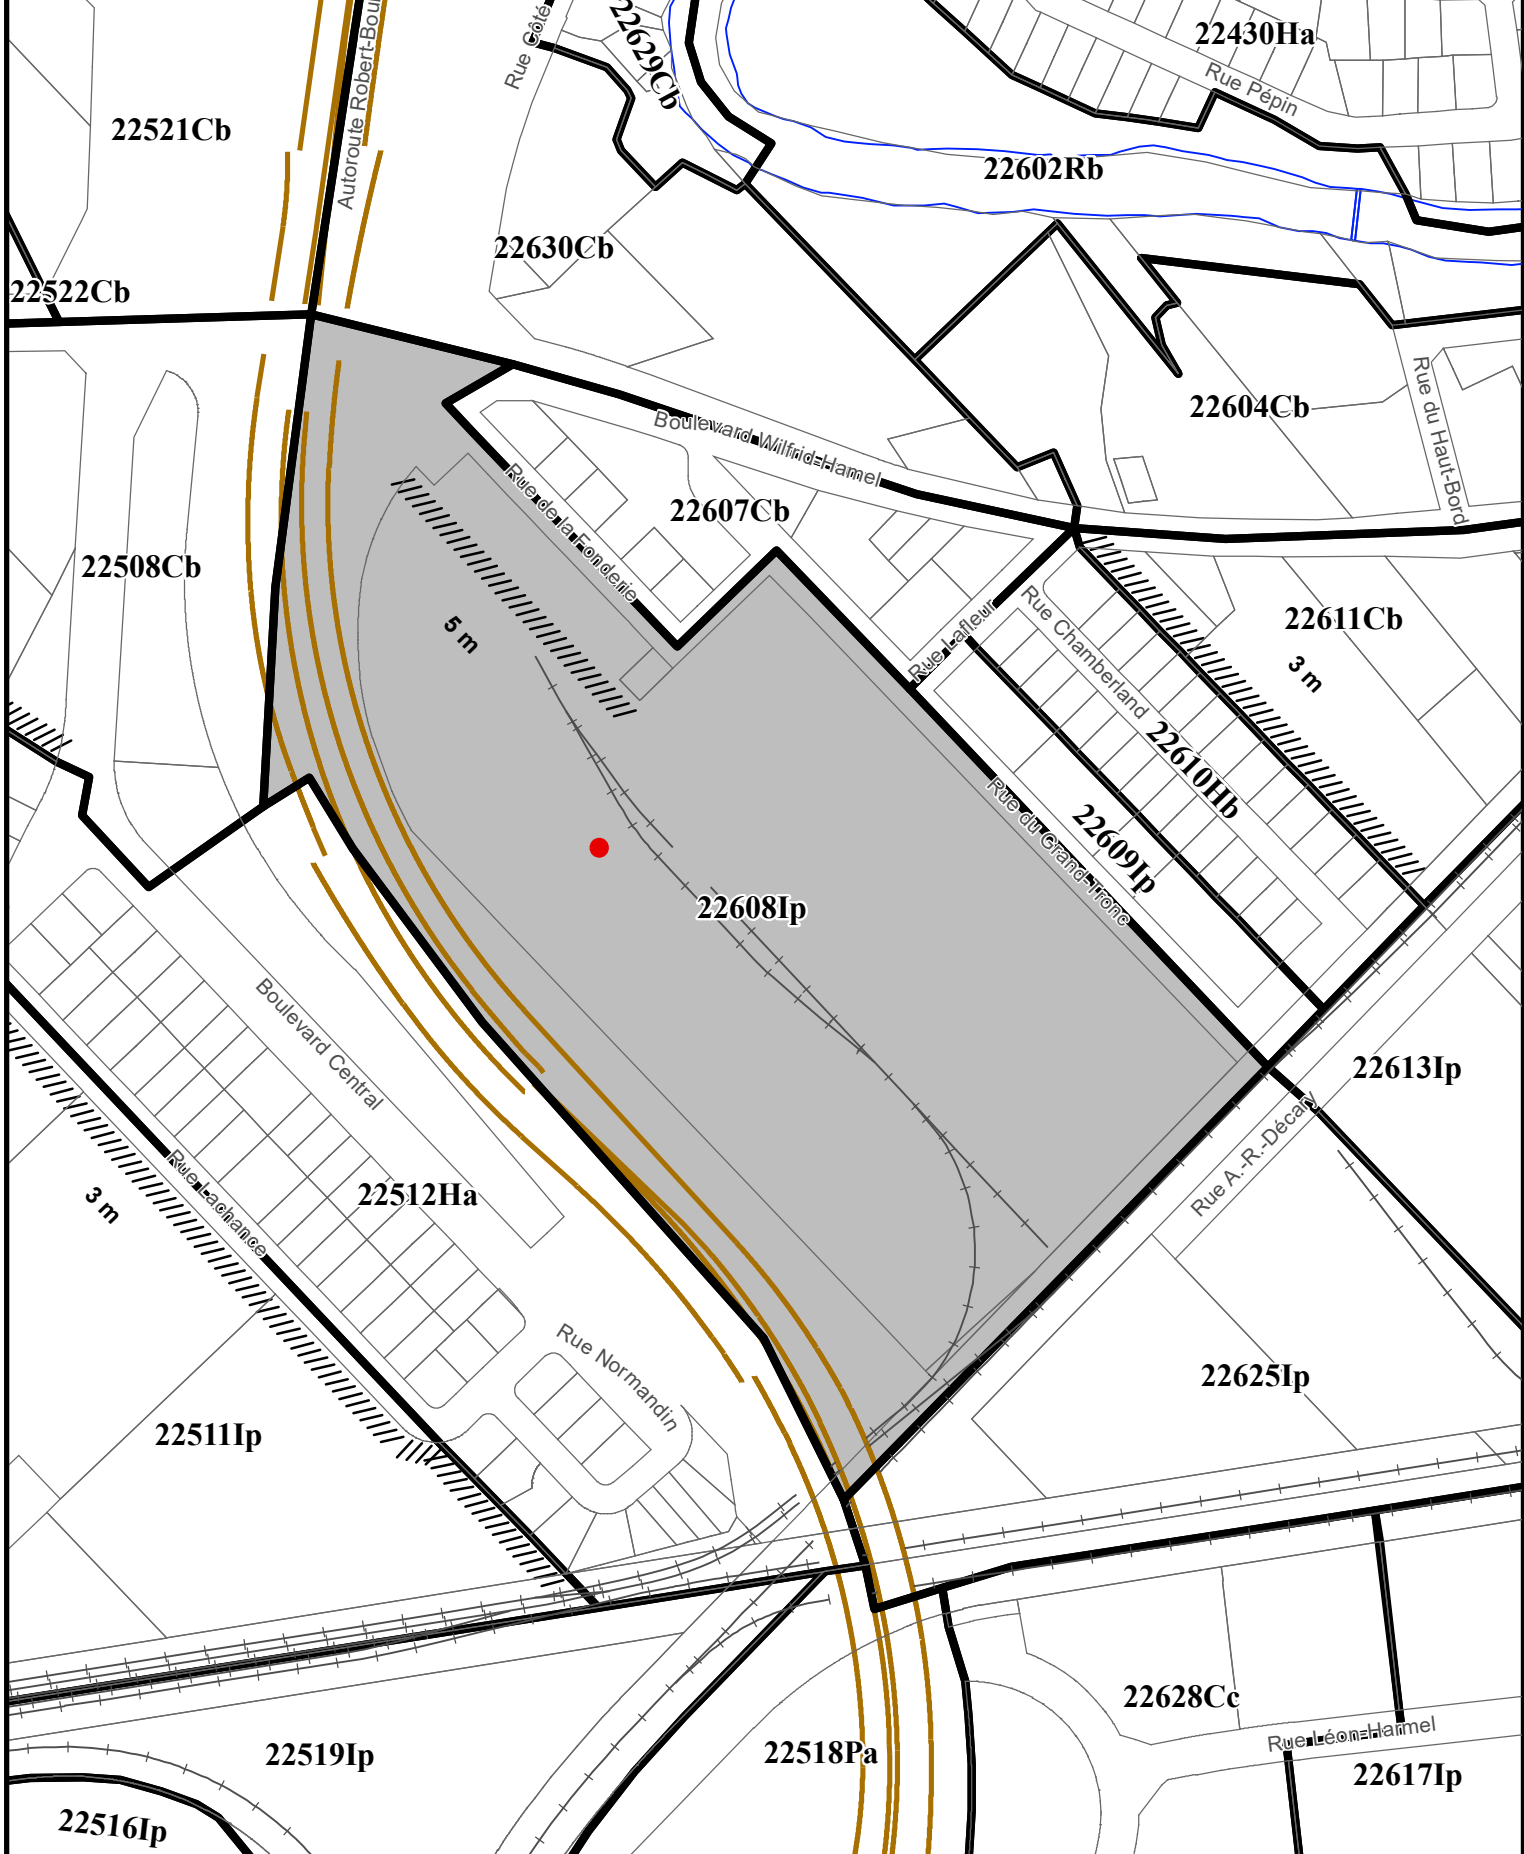 22430Ha
Rue Côté
22629Cb
Rue Pépin
Autoroute Robert-Bou
22521Cb
22602Rb
22630Cb
22522Cb
22604Cb
Rue du Haut-Bord
Boulevard Wilfrid-Hamel
Rue de la Fonderie
22607Cb
22508Cb
5 m
Rue Lafleur
Rue Chamberland
22611Cb
3 m
22610Hb
22609Ip
Rue du Grand-Tronc
22608Ip
Boulevard Central
22613Ip
Rue A.-R.-Décary
Rue Lachance
3 m
22512Ha
Rue Normandin
22625Ip
22511Ip
22628Cc
Rue Léon-Harmel
22519Ip
22518Pa
22617Ip
22516Ip